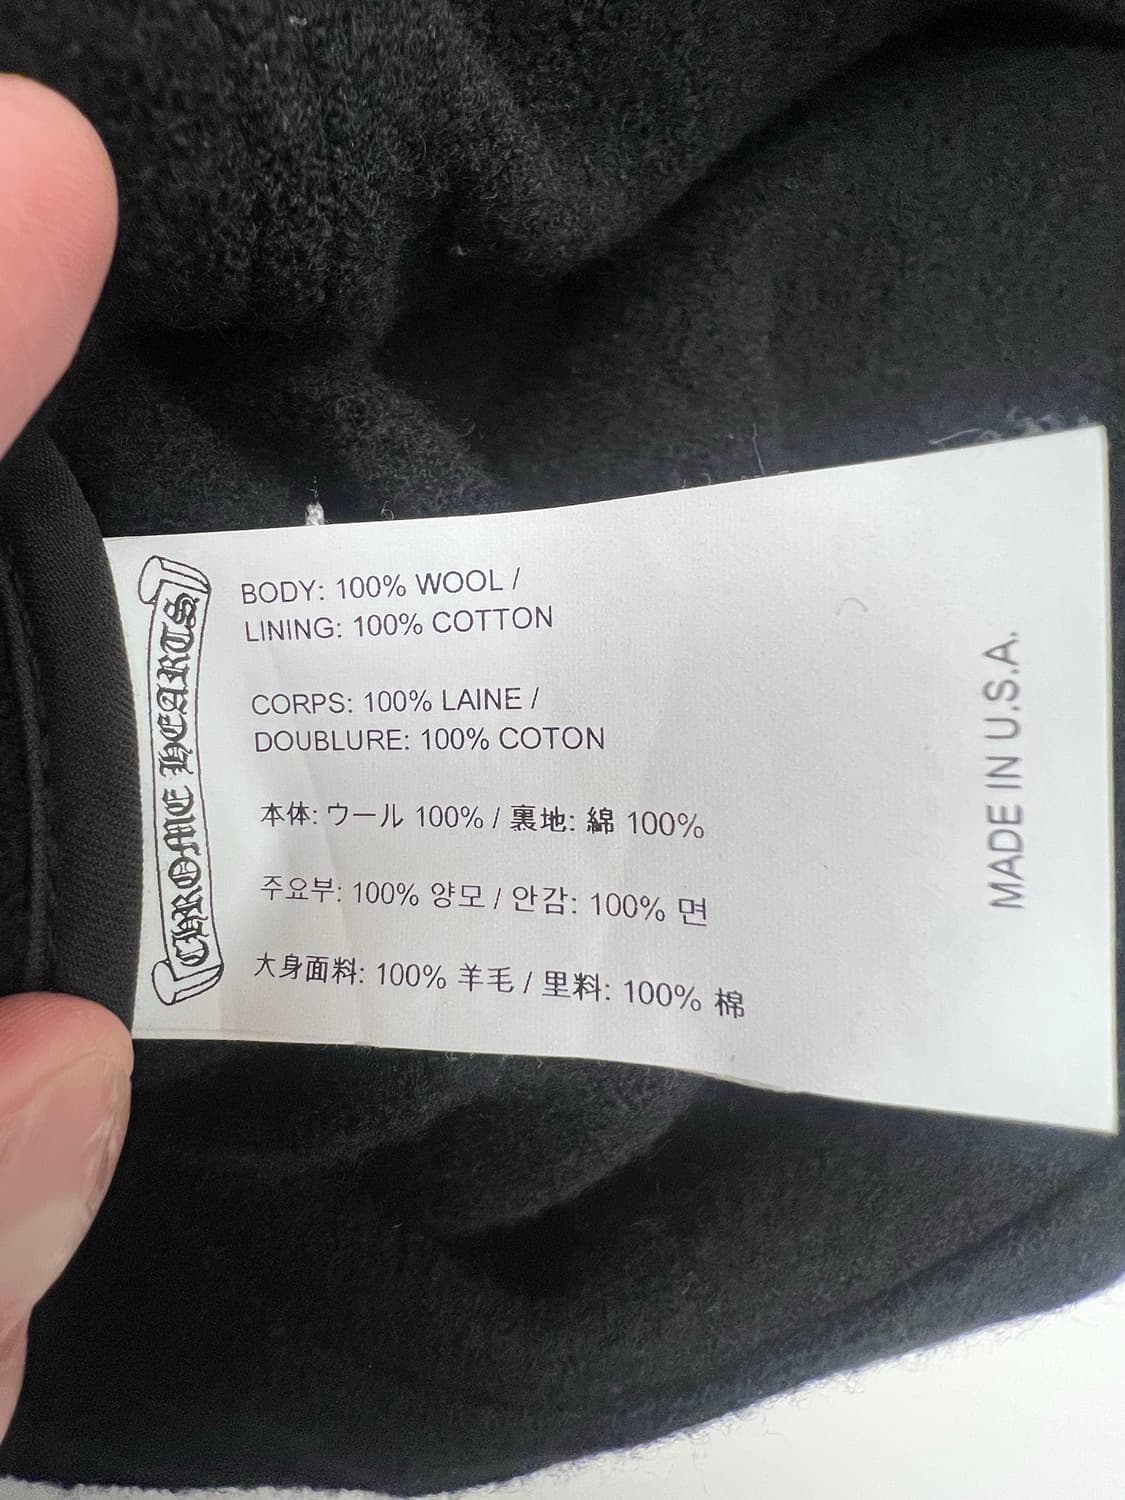 CHROME HEARTS
BODY: 100% WOOL /
LINING: 100% COTTON
CORPS: 100% LAINE /
DOUBLURE: 100% COTON
本体: ウール 100% / 裏地: 綿 100%
주요부: 100% 양모 / 안감: 100% 면
大身面料: 100% 羊毛 / 里料: 100% 棉
MADE IN U.S.A.